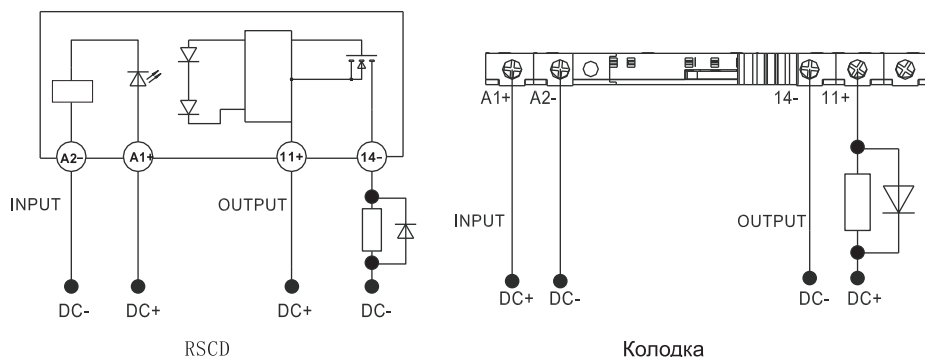 A2− A1+ 11+ 14−
INPUT OUTPUT
DC- DC+ DC+ DC-
RSCD
A1+ A2- 14- 11+
INPUT OUTPUT
DC+ DC- DC- DC+
Колодка